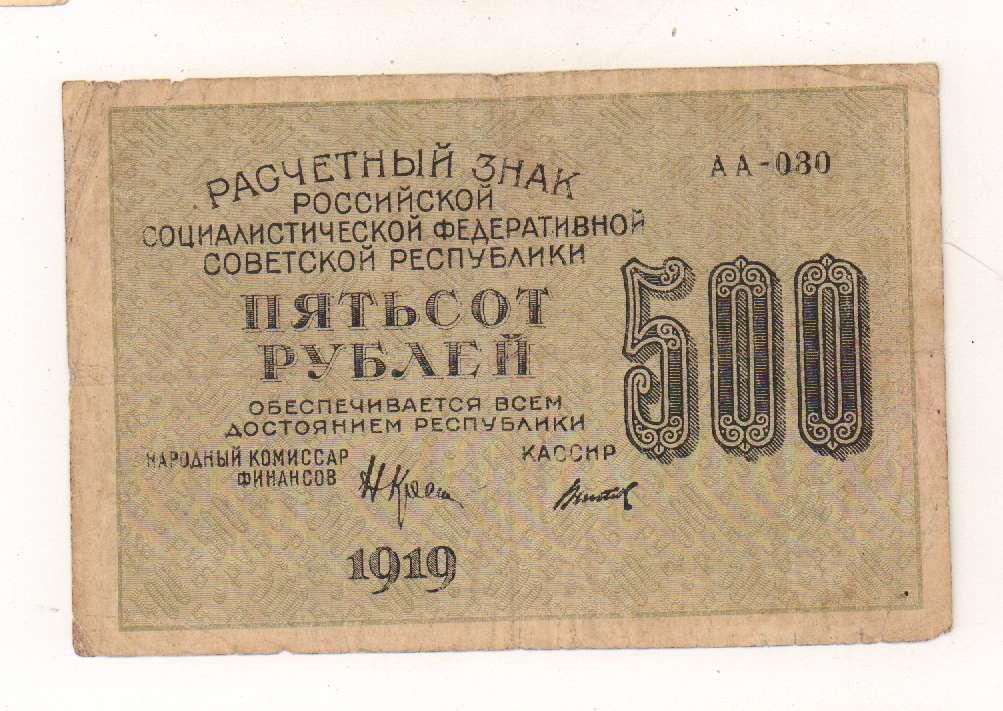 РАСЧЕТНЫЙ ЗНАК
РОССИЙСКОЙ
СОЦИАЛИСТИЧЕСКОЙ ФЕДЕРАТИВНОЙ
СОВЕТСКОЙ РЕСПУБЛИКИ
АА-080
ПЯТЬСОТ
РУБЛЕЙ
500
ОБЕСПЕЧИВАЕТСЯ ВСЕМ
ДОСТОЯНИЕМ РЕСПУБЛИКИ
НАРОДНЫЙ КОМИССАР
ФИНАНСОВ
КАССИР
1919